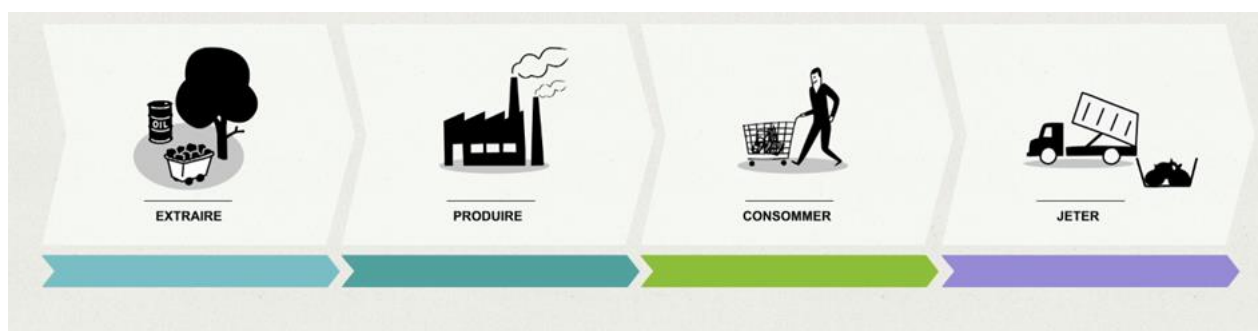 OIL
EXTRAIRE
PRODUIRE
CONSOMMER
JETER